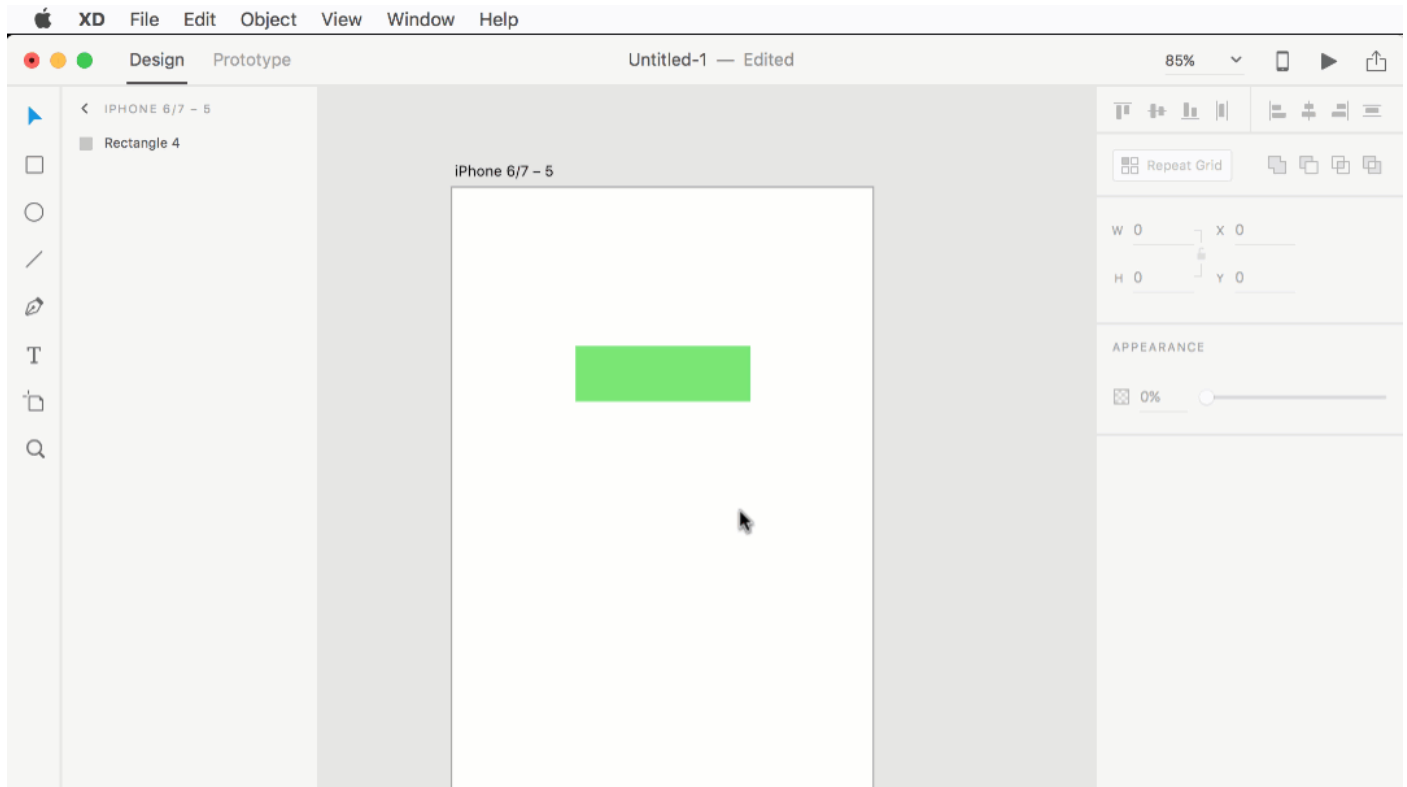 XD File Edit Object View Window Help
Design Prototype Untitled-1 — Edited 85%
IPHONE 6/7 – 5
Rectangle 4
iPhone 6/7 – 5
Repeat Grid
W 0 X 0
H 0 Y 0
APPEARANCE
0%
T